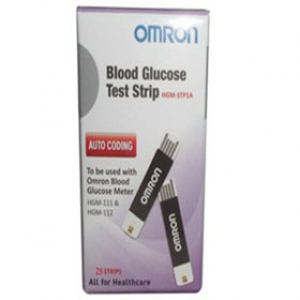 OMRON
Blood Glucose
Test Strip HGM-STP1A
AUTO CODING
To be used with
Omron Blood
Glucose Meter
HGM-111 &
HGM-112
OMRON
OMRON
25 STRIPS
All for Healthcare